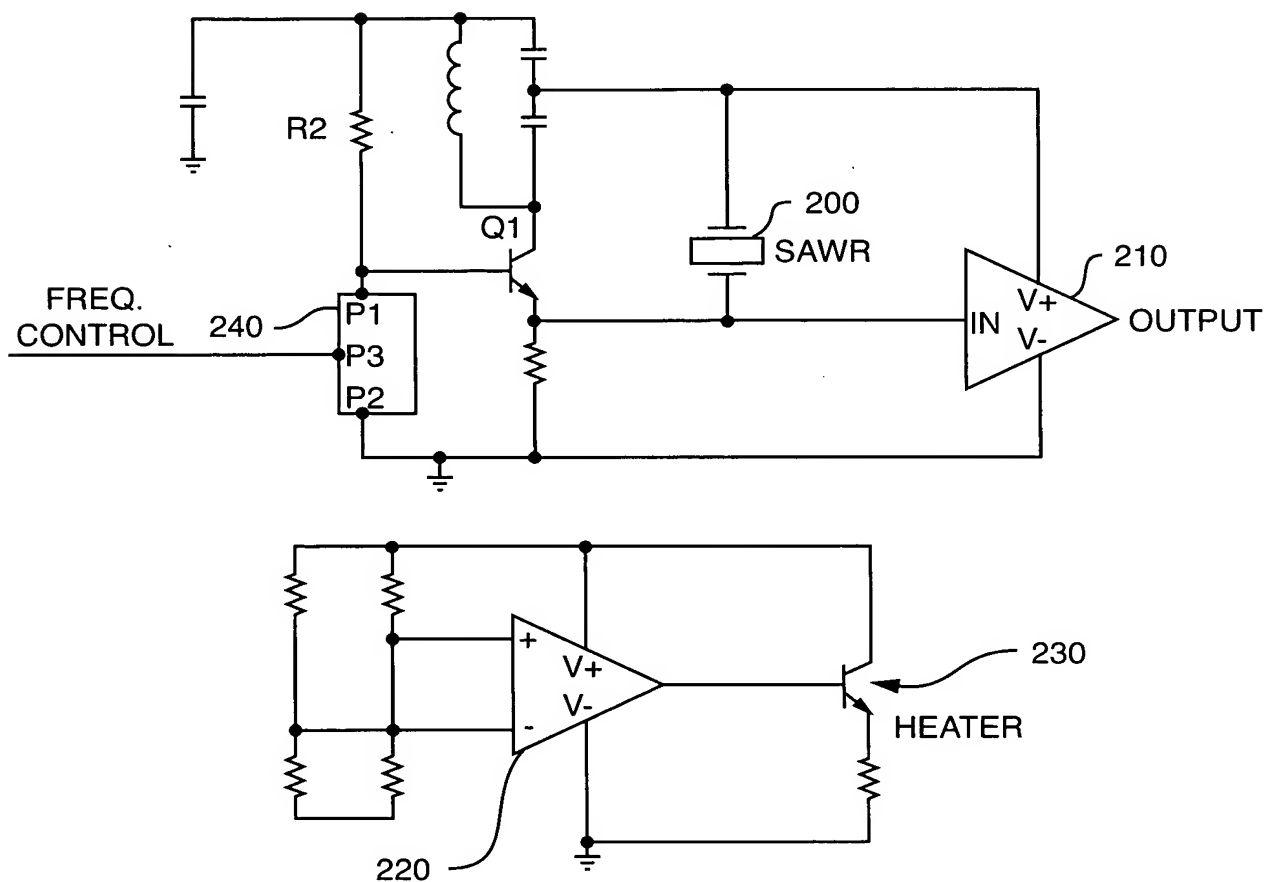 R2
Q1
200
SAWR
210
FREQ.
CONTROL
240
P1
P3
P2
IN
V+
V-
OUTPUT
+
-
V+
V-
230
HEATER
220